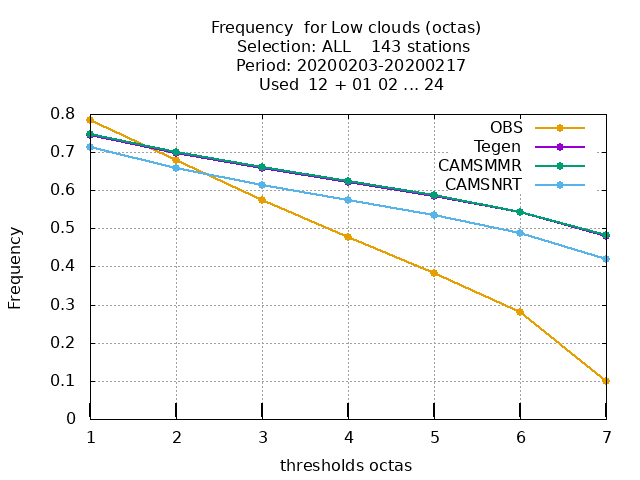 Frequency  for Low clouds (octas)
Selection: ALL    143 stations
Period: 20200203-20200217
Used  12 + 01 02 ... 24
0.8
0.7
0.6
0.5
0.4
0.3
0.2
0.1
0
Frequency
OBS
Tegen
CAMSMMR
CAMSNRT
1 2 3 4 5 6 7
thresholds octas